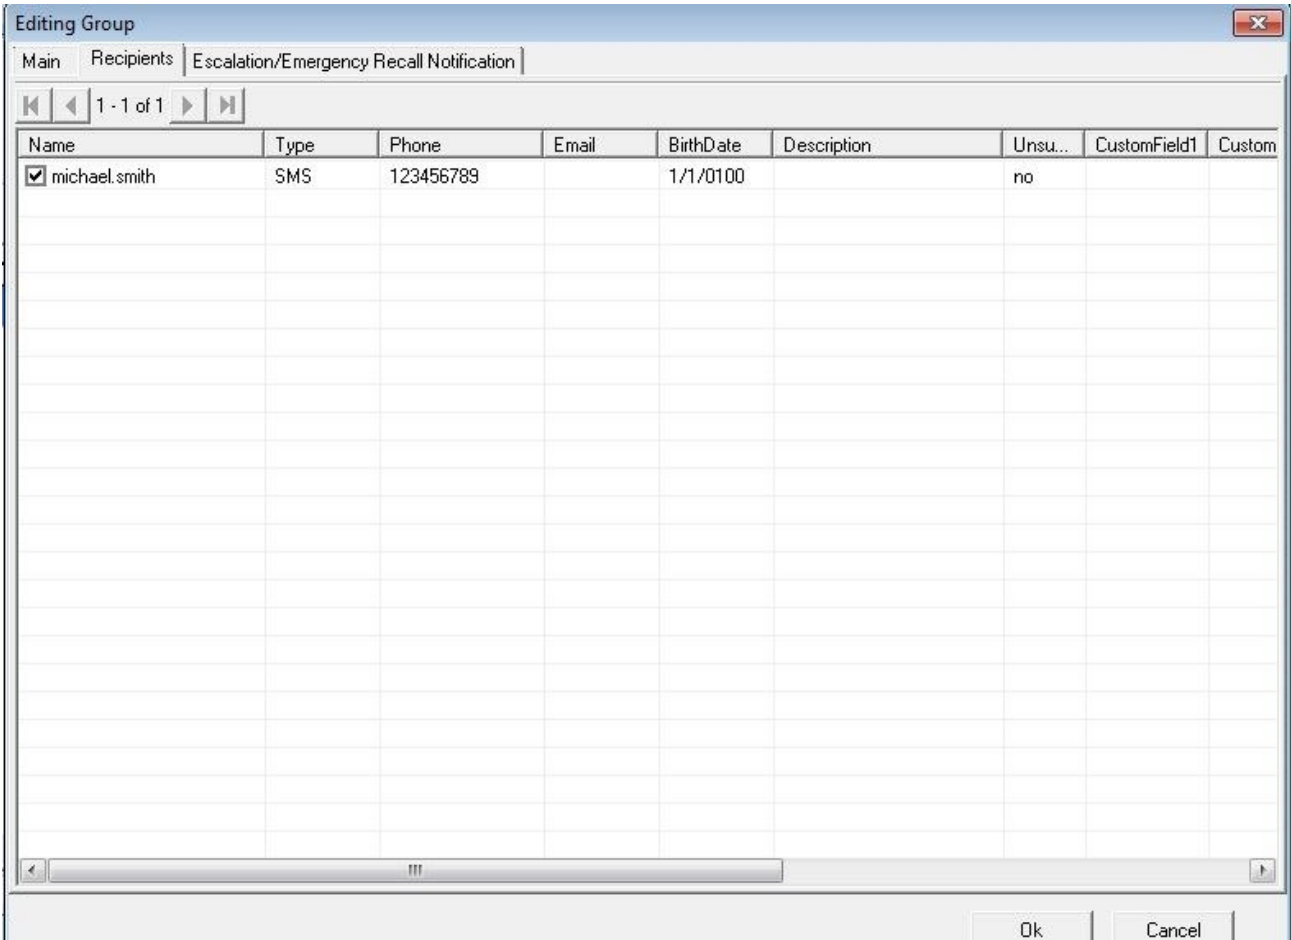 Editing Group
Main Recipients Escalation/Emergency Recall Notification
1 - 1 of 1
Name Type Phone Email BirthDate Description Unsu... CustomField1 Custom
michael.smith SMS 123456789 1/1/0100 no
Ok Cancel